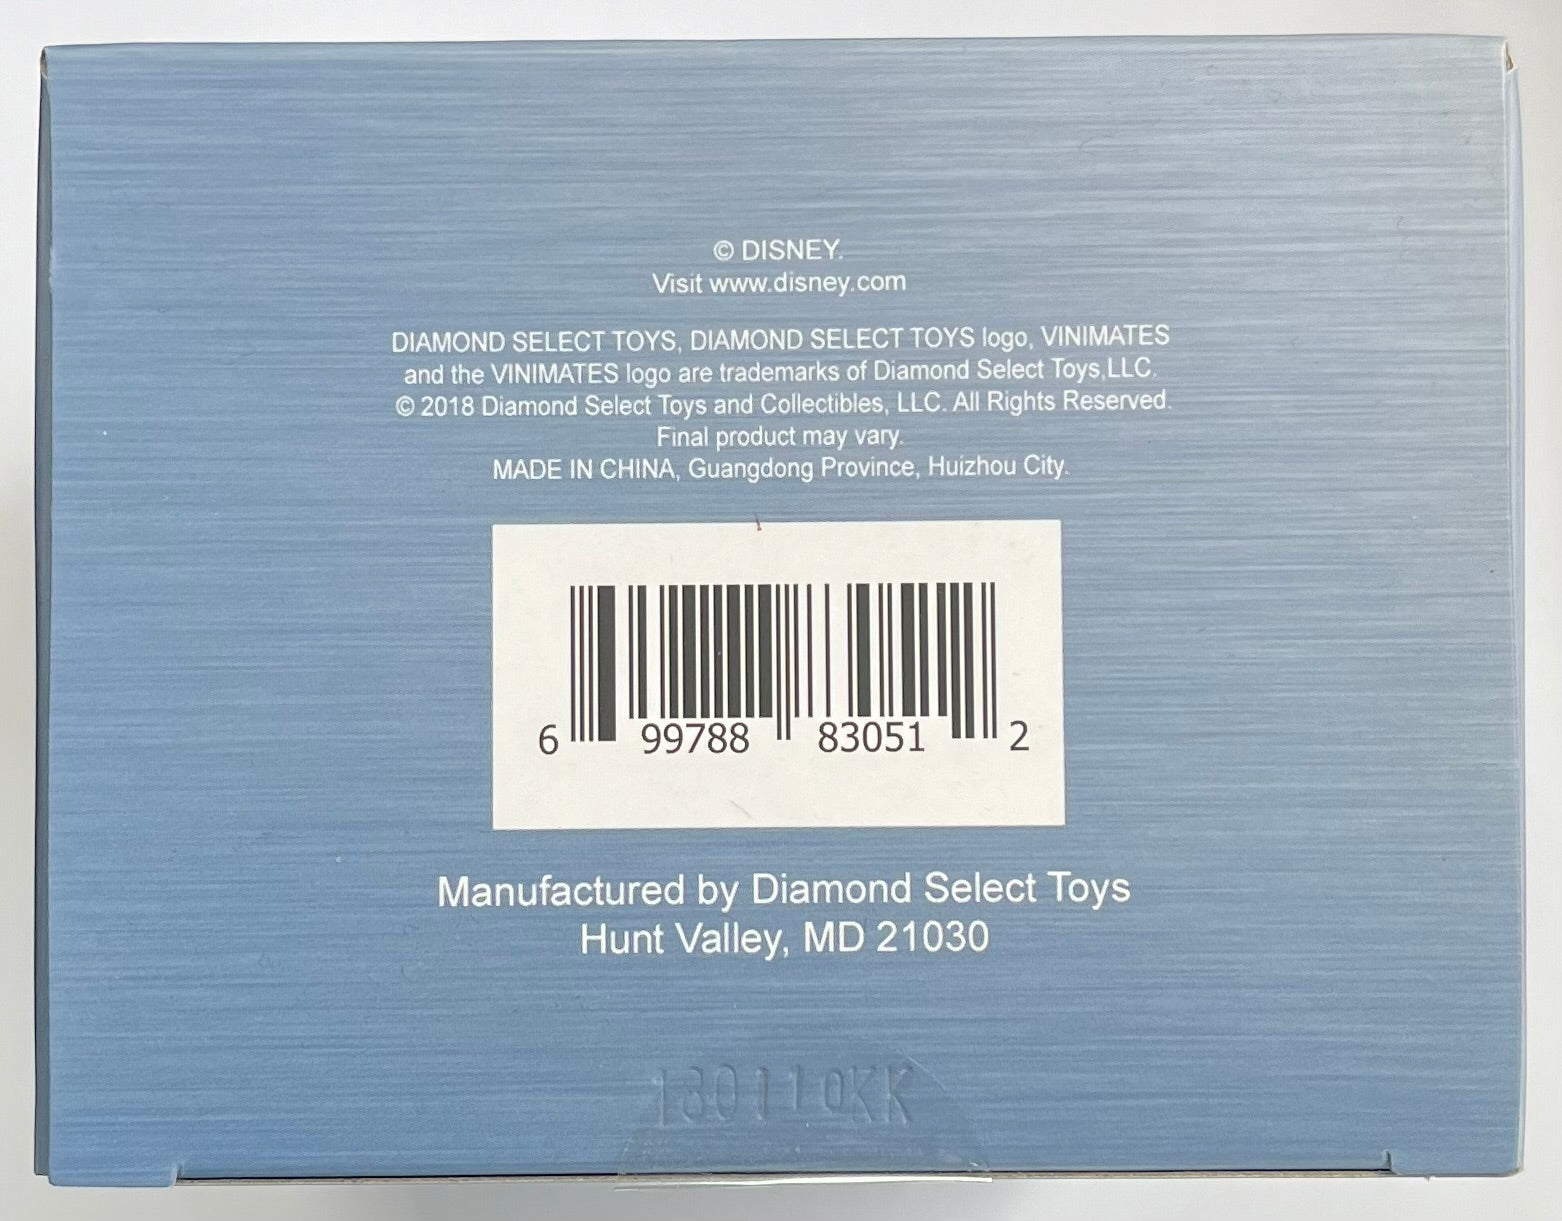 © DISNEY.
Visit www.disney.com
DIAMOND SELECT TOYS, DIAMOND SELECT TOYS logo, VINIMATES
and the VINIMATES logo are trademarks of Diamond Select Toys,LLC.
© 2018 Diamond Select Toys and Collectibles, LLC. All Rights Reserved.
Final product may vary.
MADE IN CHINA, Guangdong Province, Huizhou City.
6 99788 83051 2
Manufactured by Diamond Select Toys
Hunt Valley, MD 21030
180110KK